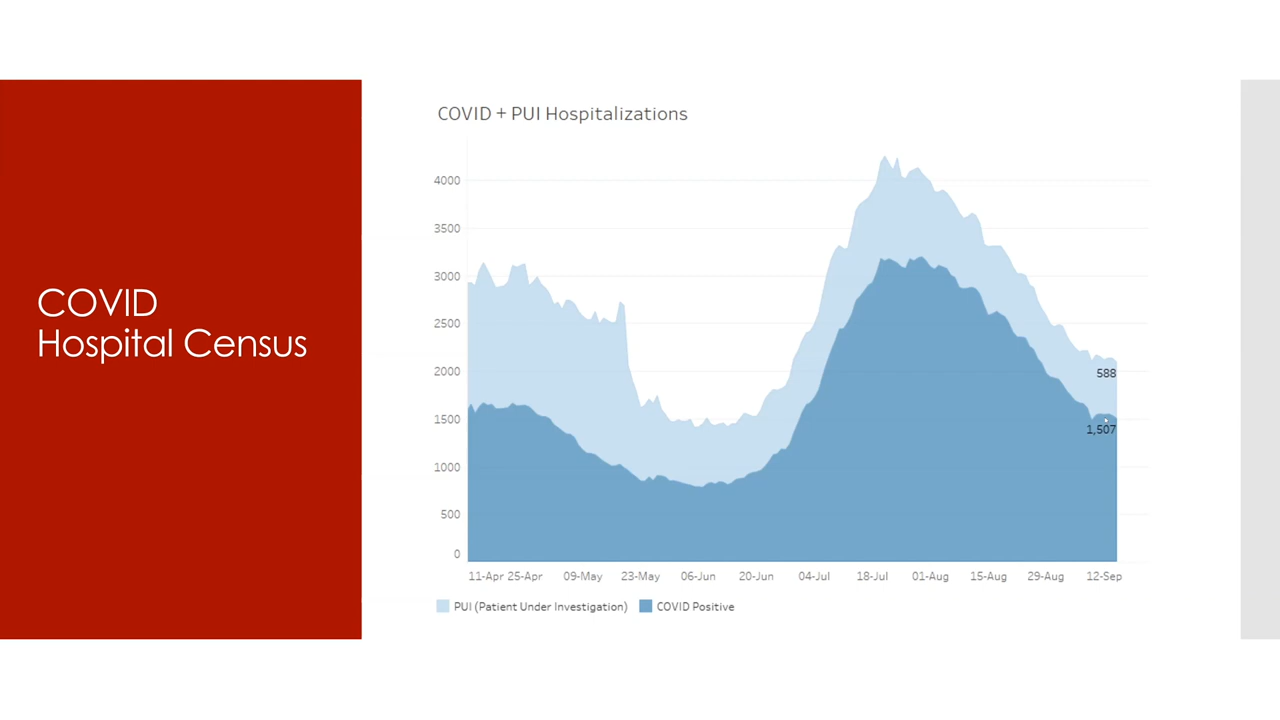 COVID
Hospital Census
COVID + PUI Hospitalizations
4000
3500
3000
2500
2000
1500
1000
500
0
588
1,507
11-Apr 25-Apr 09-May 23-May 06-Jun 20-Jun 04-Jul 18-Jul 01-Aug 15-Aug 29-Aug 12-Sep
PUI (Patient Under Investigation) COVID Positive